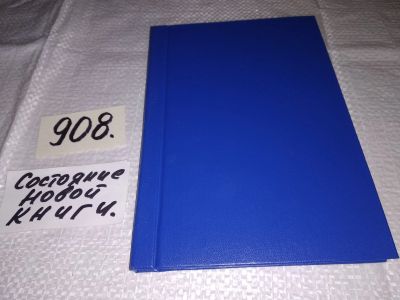 908.
Состояние
новой
книги.